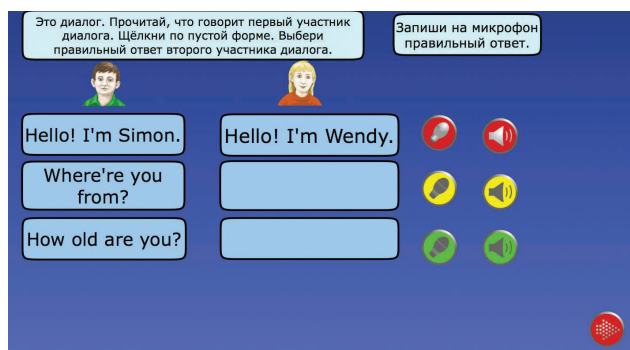 Это диалог. Прочитай, что говорит первый участник
диалога. Щёлкни по пустой форме. Выбери
правильный ответ второго участника диалога.
Запиши на микрофон
правильный ответ.
Hello! I'm Simon.
Hello! I'm Wendy.
Where're you
from?
How old are you?